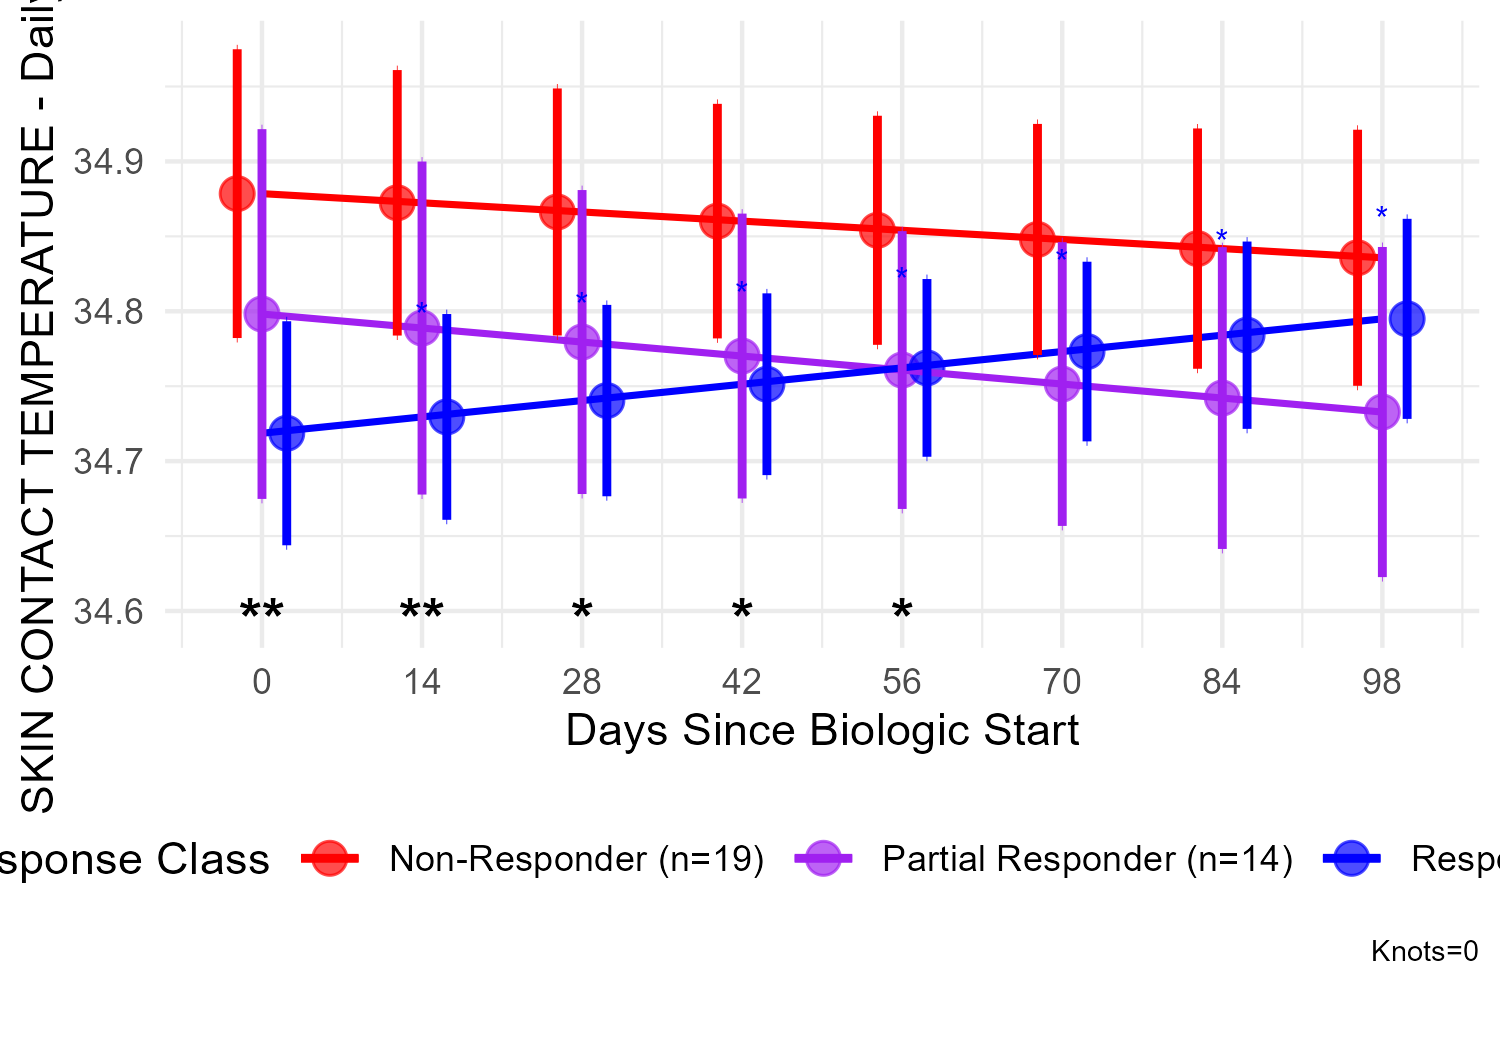 SKIN CONTACT TEMPERATURE - Daily
34.9
34.8
34.7
34.6
* * * * * * *
** ** * * *
0 14 28 42 56 70 84 98
Days Since Biologic Start
sponse Class Non-Responder (n=19) Partial Responder (n=14) Resp
Knots=0